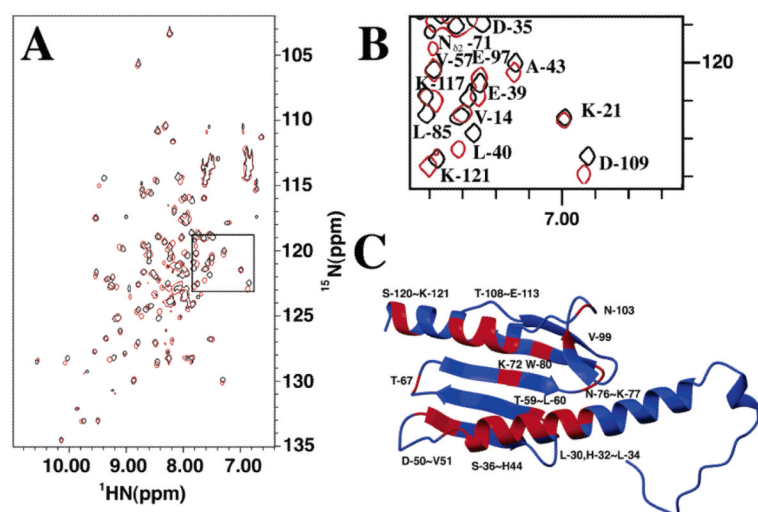 A
105
110
115
120
125
130
135
15N(ppm)
10.00 9.00 8.00 7.00
1HN(ppm)
B
D-35
Nδ2-71
V-57 E-97
A-43
K-117
E-39
K-21
V-14
L-85
L-40
D-109
K-121
120
7.00
C
S-120~K-121 T-108~E-113
N-103
V-99
K-72 W-80
T-67
N-76~K-77
T-59~L-60
L-30,H-32~L-34
D-50~V51
S-36~H44